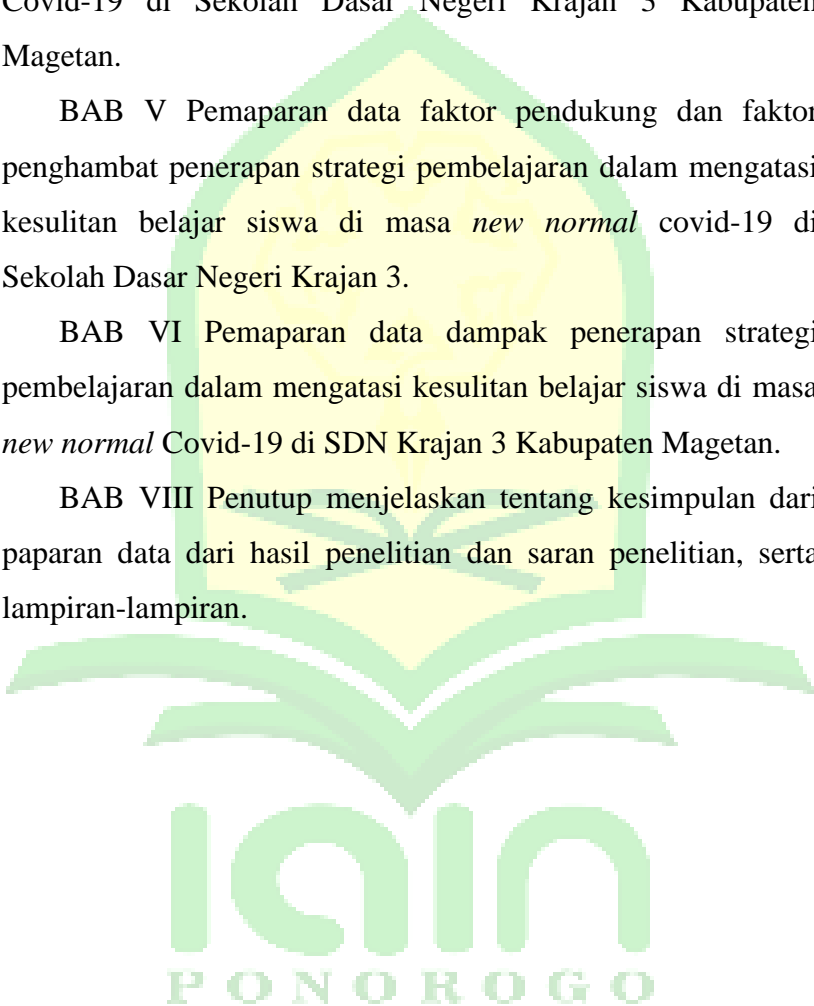 Covid-19 di Sekolah Dasar Negeri Krajan 3 Kabupaten
Magetan.
BAB V Pemaparan data faktor pendukung dan faktor
penghambat penerapan strategi pembelajaran dalam mengatasi
kesulitan belajar siswa di masa new normal covid-19 di
Sekolah Dasar Negeri Krajan 3.
BAB VI Pemaparan data dampak penerapan strategi
pembelajaran dalam mengatasi kesulitan belajar siswa di masa
new normal Covid-19 di SDN Krajan 3 Kabupaten Magetan.
BAB VIII Penutup menjelaskan tentang kesimpulan dari
paparan data dari hasil penelitian dan saran penelitian, serta
lampiran-lampiran.
iain
PONOROGO